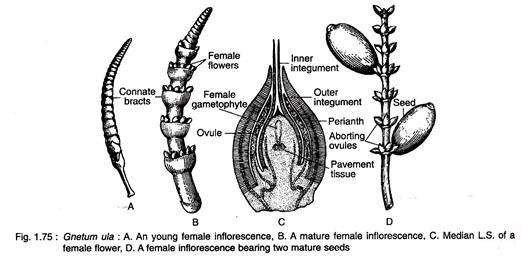 Female
flowers
Connate
bracts
Female
gametophyte
Ovule
Inner
integument
Outer
integument
Perianth
Seed
Aborting
ovules
Pavement
tissue
A
B
C
D
Fig. 1.75 : Gnetum ula : A. An young female inflorescence, B. A mature female inflorescence, C. Median L.S. of a
female flower, D. A female inflorescence bearing two mature seeds